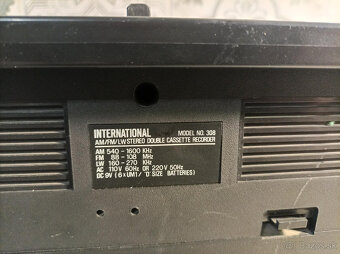 INTERNATIONAL MODEL NO. 308
AM/FM/LW STEREO DOUBLE CASSETTE RECORDER
AM 540 - 1600 KHz
FM 88 - 108 MHz
LW 160 - 270 KHz
AC 110V 60HZ OR 220V 50Hz
DC 9V (6×UM1/"D" SIZE BATTERIES)